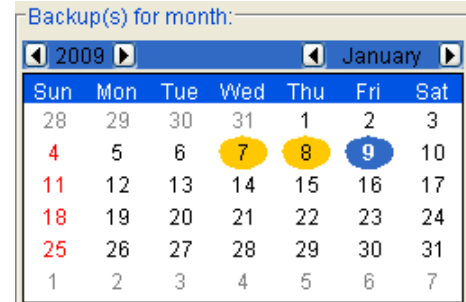 Backup(s) for month:
2009 January
Sun Mon Tue Wed Thu Fri Sat
28 29 30 31 1 2 3
4 5 6 7 8 9 10
11 12 13 14 15 16 17
18 19 20 21 22 23 24
25 26 27 28 29 30 31
1 2 3 4 5 6 7